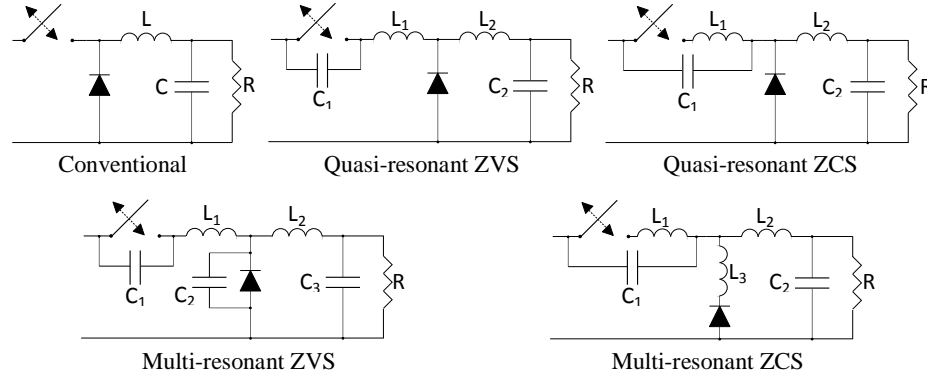 L
C
R
Conventional
L₁
L₂
C₁
C₂
R
Quasi-resonant ZVS
L₁
L₂
C₁
C₂
R
Quasi-resonant ZCS
L₁
L₂
C₁
C₂
C₃
R
Multi-resonant ZVS
L₁
L₂
C₁
L₃
C₂
R
Multi-resonant ZCS